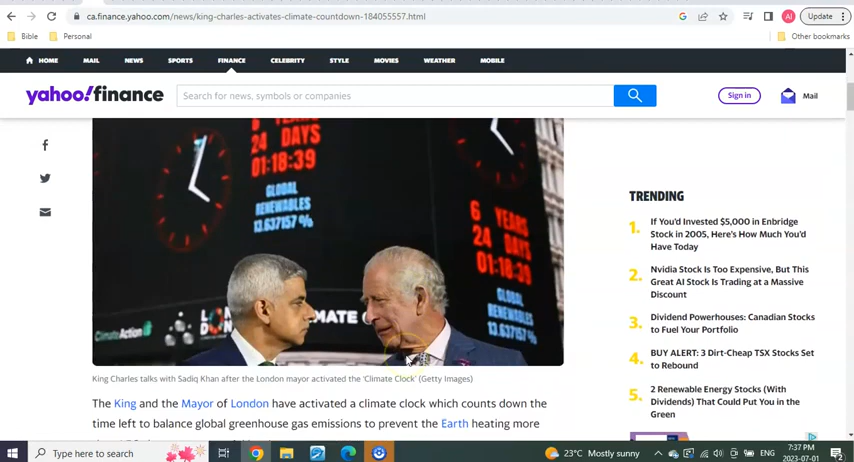 ca.finance.yahoo.com/news/king-charles-activates-climate-countdown-184055557.html
AI
Update
Bible
Personal
Other bookmarks
HOME MAIL NEWS SPORTS FINANCE CELEBRITY STYLE MOVIES WEATHER MOBILE
yahoo!finance
Search for news, symbols or companies
Sign in
Mail
24 DAYS
01:18:39
GLOBAL
RENEWABLES
13.637157 %
6 YEARS
24 DAYS
01:18:39
GLOBAL
RENEWABLES
13.637157 %
ClimateAction
King Charles talks with Sadiq Khan after the London mayor activated the 'Climate Clock' (Getty Images)
The King and the Mayor of London have activated a climate clock which counts down the
time left to balance global greenhouse gas emissions to prevent the Earth heating more
TRENDING
1. If You'd Invested $5,000 in Enbridge
Stock in 2005, Here's How Much You'd
Have Today
2. Nvidia Stock Is Too Expensive, But This
Great AI Stock Is Trading at a Massive
Discount
3. Dividend Powerhouses: Canadian Stocks
to Fuel Your Portfolio
4. BUY ALERT: 3 Dirt-Cheap TSX Stocks Set
to Rebound
5. 2 Renewable Energy Stocks (With
Dividends) That Could Put You in the
Green
Type here to search
23°C Mostly sunny
ENG
7:37 PM
2023-07-01
2